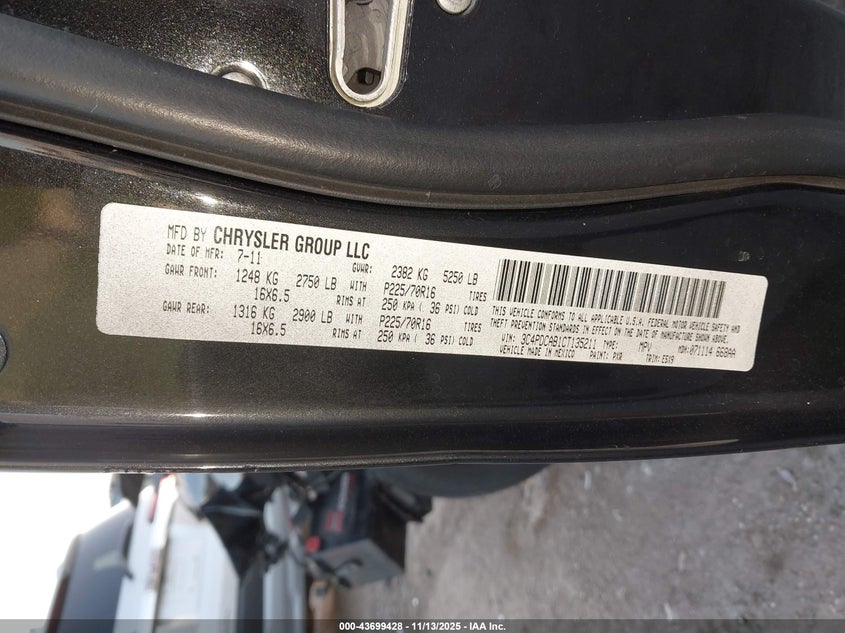 MFD BY CHRYSLER GROUP LLC
DATE OF MFR: 7-11 GVWR: 2382 KG 5250 LB
GAWR FRONT: 1248 KG 2750 LB WITH P225/70R16 TIRES
16X6.5 RIMS AT 250 KPA ( 36 PSI) COLD
GAWR REAR: 1316 KG 2900 LB WITH P225/70R16 TIRES
16X6.5 RIMS AT 250 KPA ( 36 PSI) COLD
THIS VEHICLE CONFORMS TO ALL APPLICABLE U.S.A. FEDERAL MOTOR VEHICLE SAFETY AND
THEFT PREVENTION STANDARDS IN EFFECT ON THE DATE OF MANUFACTURE SHOWN ABOVE.
VIN: 3C4PDCAB1CT135211 TYPE: MPV MDH: 071114 668AA
VEHICLE MADE IN MEXICO PAINT: PXR TRIM: E5X9
000-43699428 - 11/13/2025 - IAA Inc.